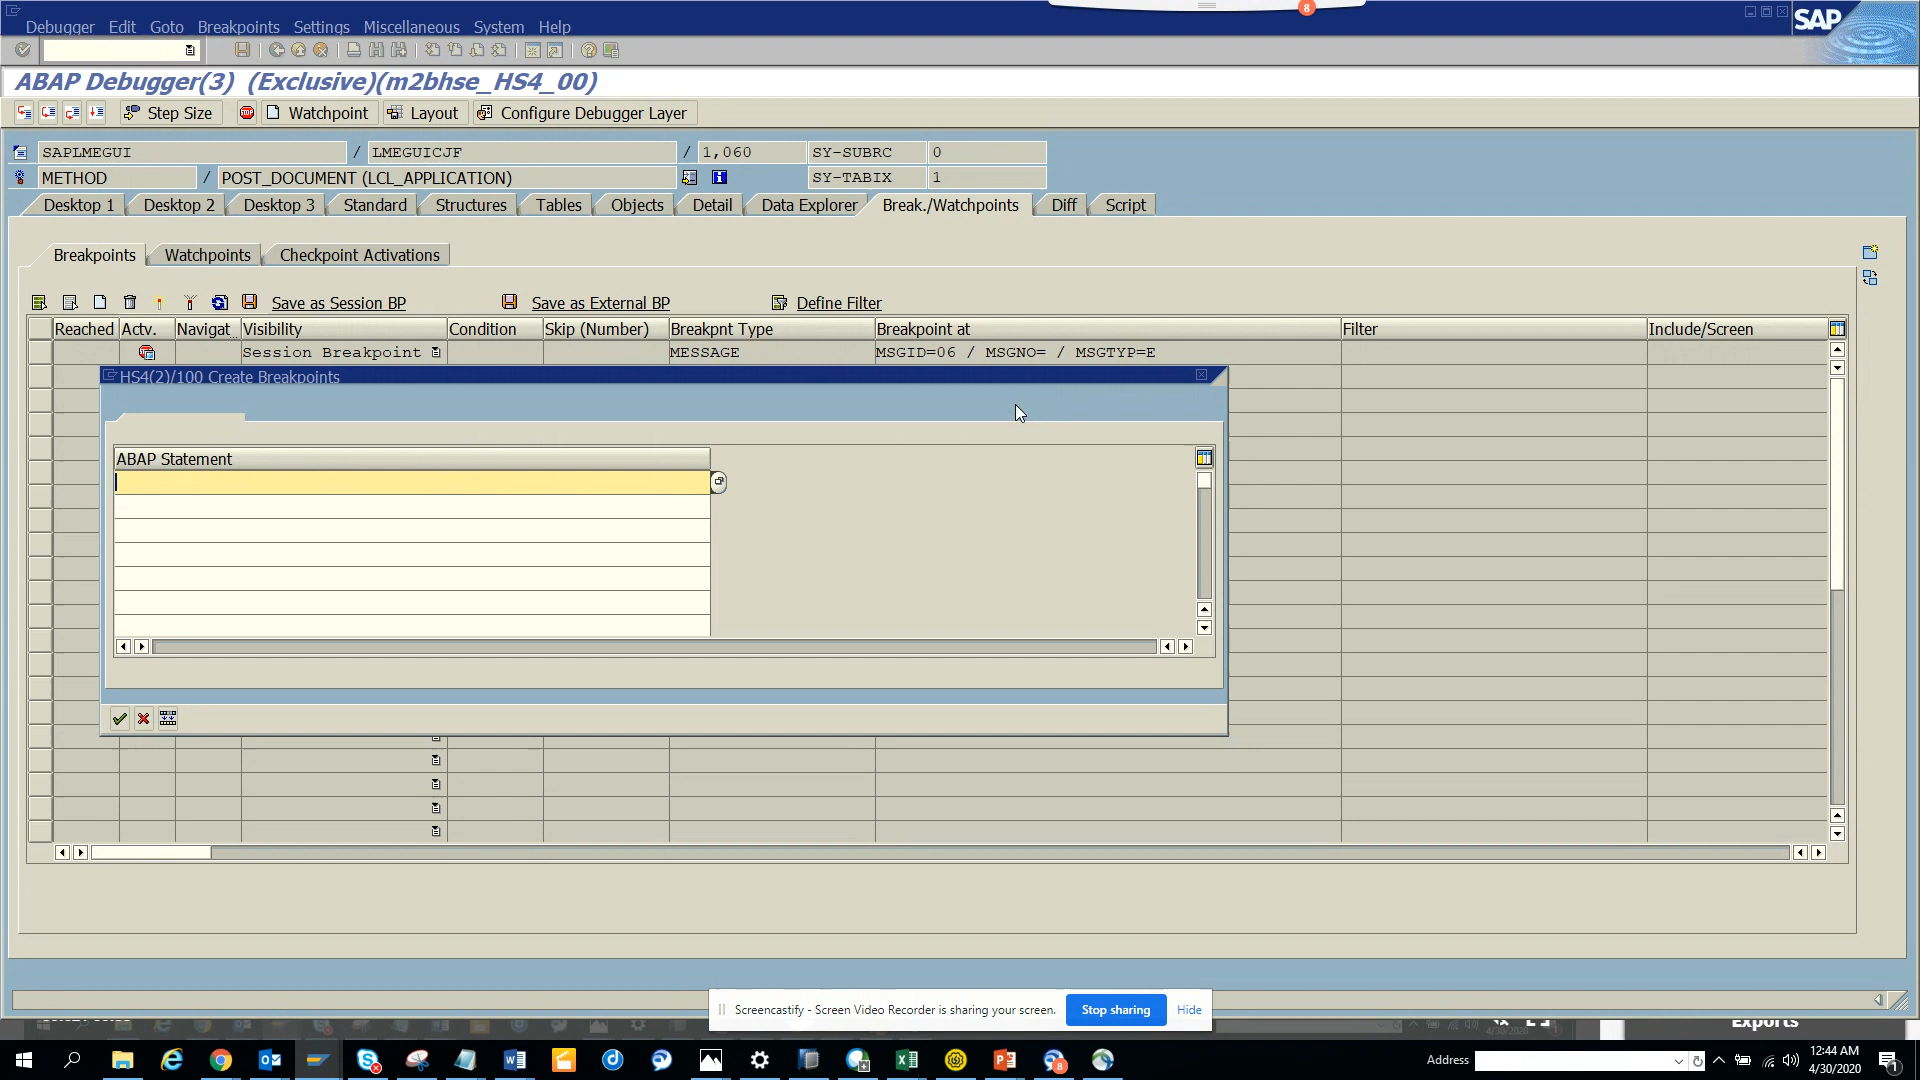 8
Debugger Edit Goto Breakpoints Settings Miscellaneous System Help
SAP
ABAP Debugger(3) (Exclusive)(m2bhse_HS4_00)
Step Size Watchpoint Layout Configure Debugger Layer
SAPLMEGUI / LMEGUICJF / 1,060 SY-SUBRC 0
METHOD / POST_DOCUMENT (LCL_APPLICATION) SY-TABIX 1
Desktop 1 Desktop 2 Desktop 3 Standard Structures Tables Objects Detail Data Explorer Break./Watchpoints Diff Script
Breakpoints Watchpoints Checkpoint Activations
Save as Session BP Save as External BP Define Filter
Reached Actv. Navigat.. Visibility Condition Skip (Number) Breakpnt Type Breakpoint at Filter Include/Screen
Session Breakpoint MESSAGE MSGID=06 / MSGNO= / MSGTYP=E
HS4(2)/100 Create Breakpoints
ABAP Statement
Screencastify - Screen Video Recorder is sharing your screen. Stop sharing Hide
Exports
Address
8
12:44 AM
4/30/2020
1